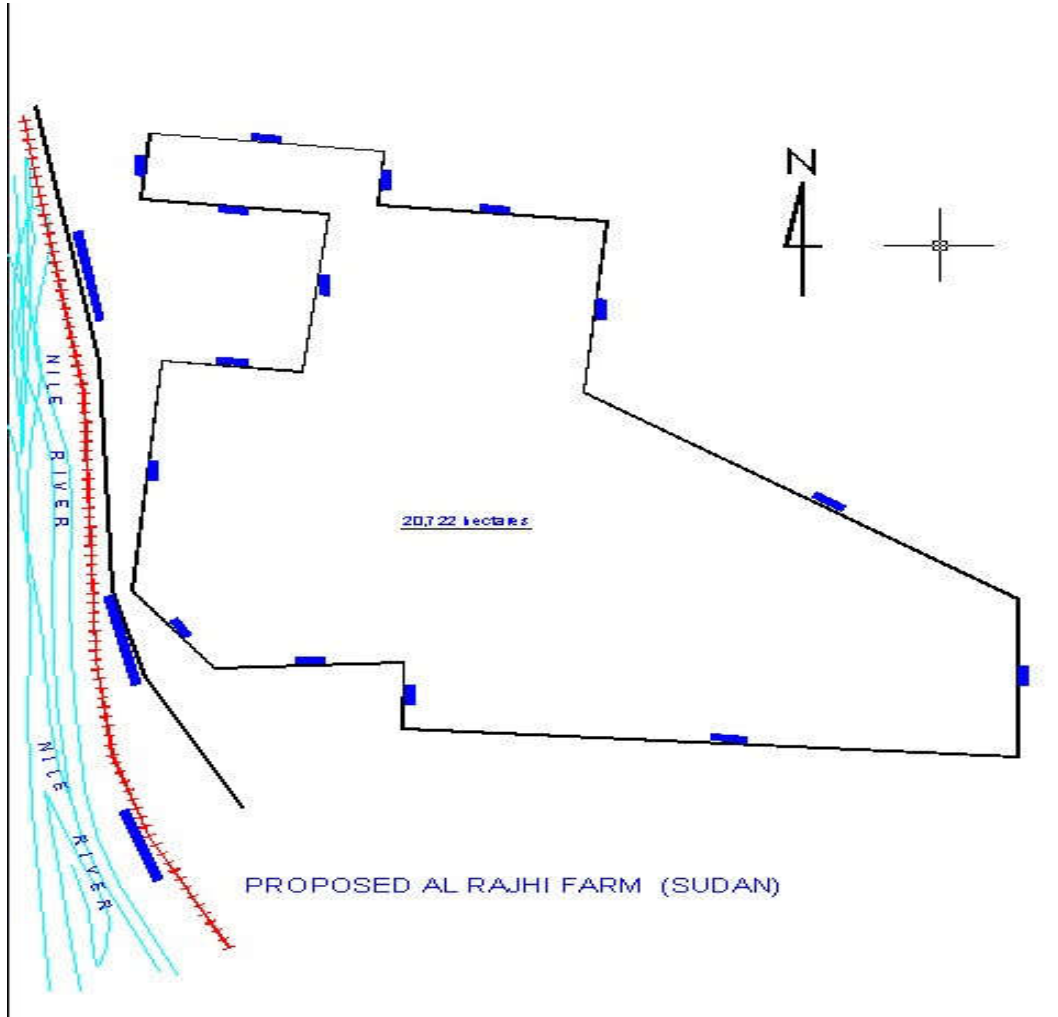 N
NILE RIVER
20,722 hectares
NILE RIVER
PROPOSED AL RAJHI FARM (SUDAN)